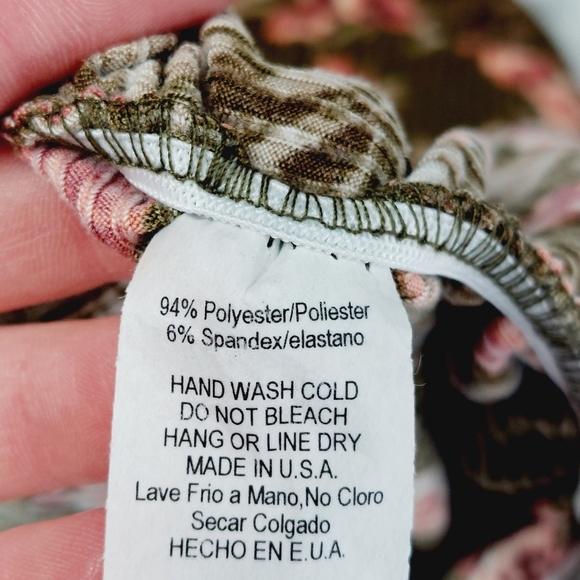 94% Polyester/Poliester
6% Spandex/elastano
HAND WASH COLD
DO NOT BLEACH
HANG OR LINE DRY
MADE IN U.S.A.
Lave Frio a Mano,No Cloro
Secar Colgado
HECHO EN E.U.A.